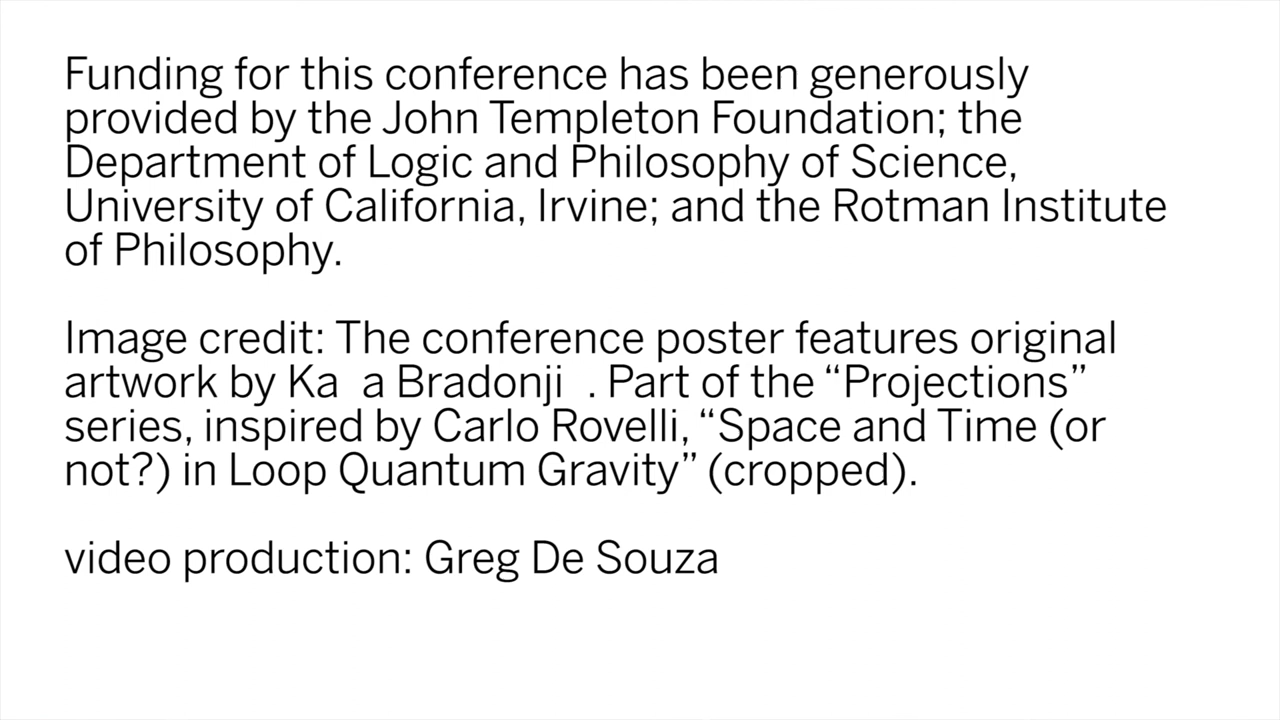 Funding for this conference has been generously
provided by the John Templeton Foundation; the
Department of Logic and Philosophy of Science,
University of California, Irvine; and the Rotman Institute
of Philosophy.
Image credit: The conference poster features original
artwork by Ka  a Bradonji  . Part of the “Projections”
series, inspired by Carlo Rovelli, “Space and Time (or
not?) in Loop Quantum Gravity” (cropped).
video production: Greg De Souza